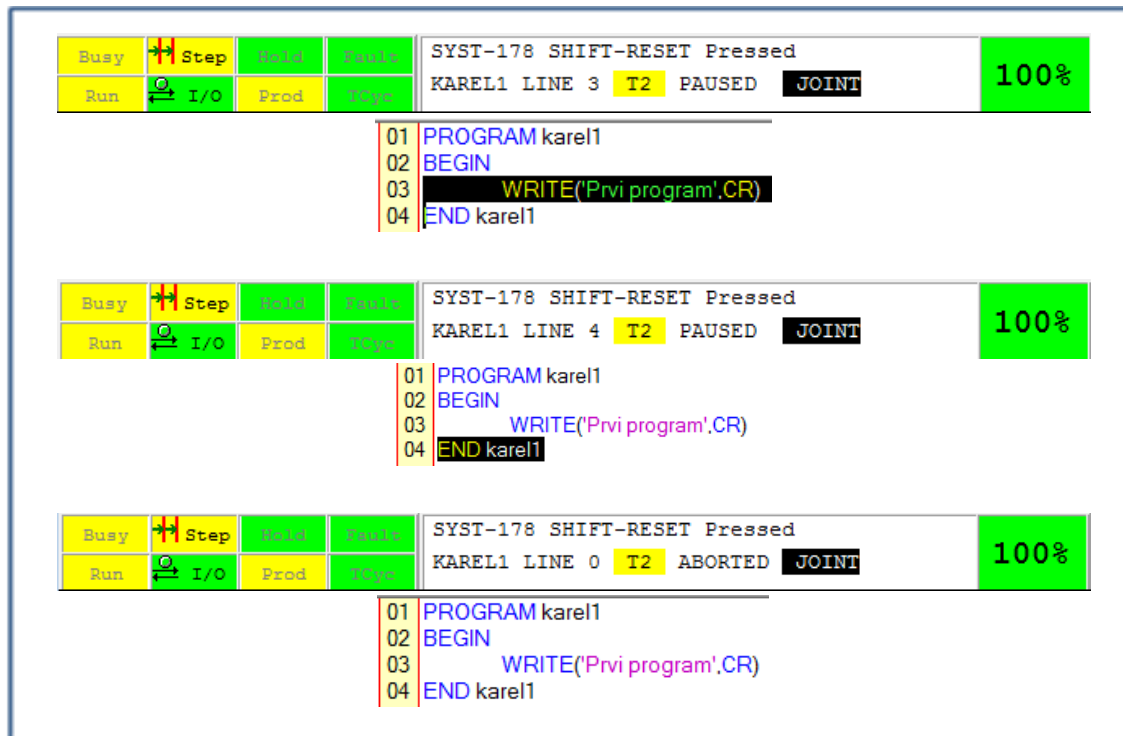 Busy Step Hold Fault SYST-178 SHIFT-RESET Pressed
Run I/O Prod TCyc KAREL1 LINE 3 T2 PAUSED JOINT 100%
01 PROGRAM karel1
02 BEGIN
03 WRITE('Prvi program',CR)
04 END karel1
Busy Step Hold Fault SYST-178 SHIFT-RESET Pressed
Run I/O Prod TCyc KAREL1 LINE 4 T2 PAUSED JOINT 100%
01 PROGRAM karel1
02 BEGIN
03 WRITE('Prvi program',CR)
04 END karel1
Busy Step Hold Fault SYST-178 SHIFT-RESET Pressed
Run I/O Prod TCyc KAREL1 LINE 0 T2 ABORTED JOINT 100%
01 PROGRAM karel1
02 BEGIN
03 WRITE('Prvi program',CR)
04 END karel1